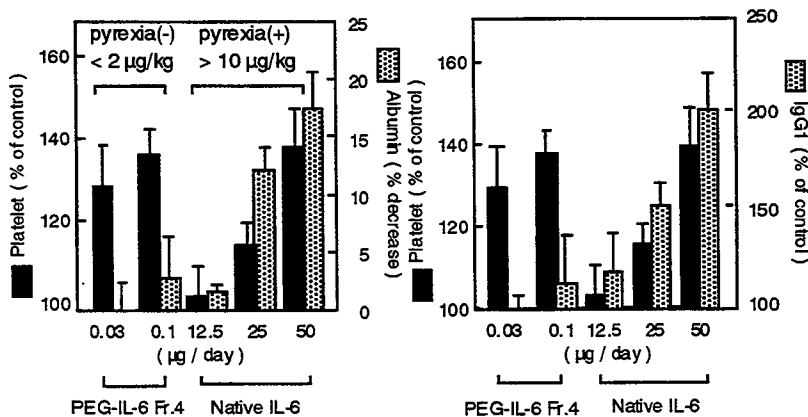 pyrexia(-) pyrexia(+)
< 2 µg/kg > 10 µg/kg
Platelet ( % of control)
160
140
120
100
25
20
15
10
5
0
Albumin ( % decrease)
0.03 0.1 12.5 25 50
( µg / day)
PEG-IL-6 Fr.4 Native IL-6
Platelet ( % of control)
160
150
140
130
120
110
100
250
200
150
100
IgG1 (% of control)
0.03 0.1 12.5 25 50
( µg / day)
PEG-IL-6 Fr.4 Native IL-6